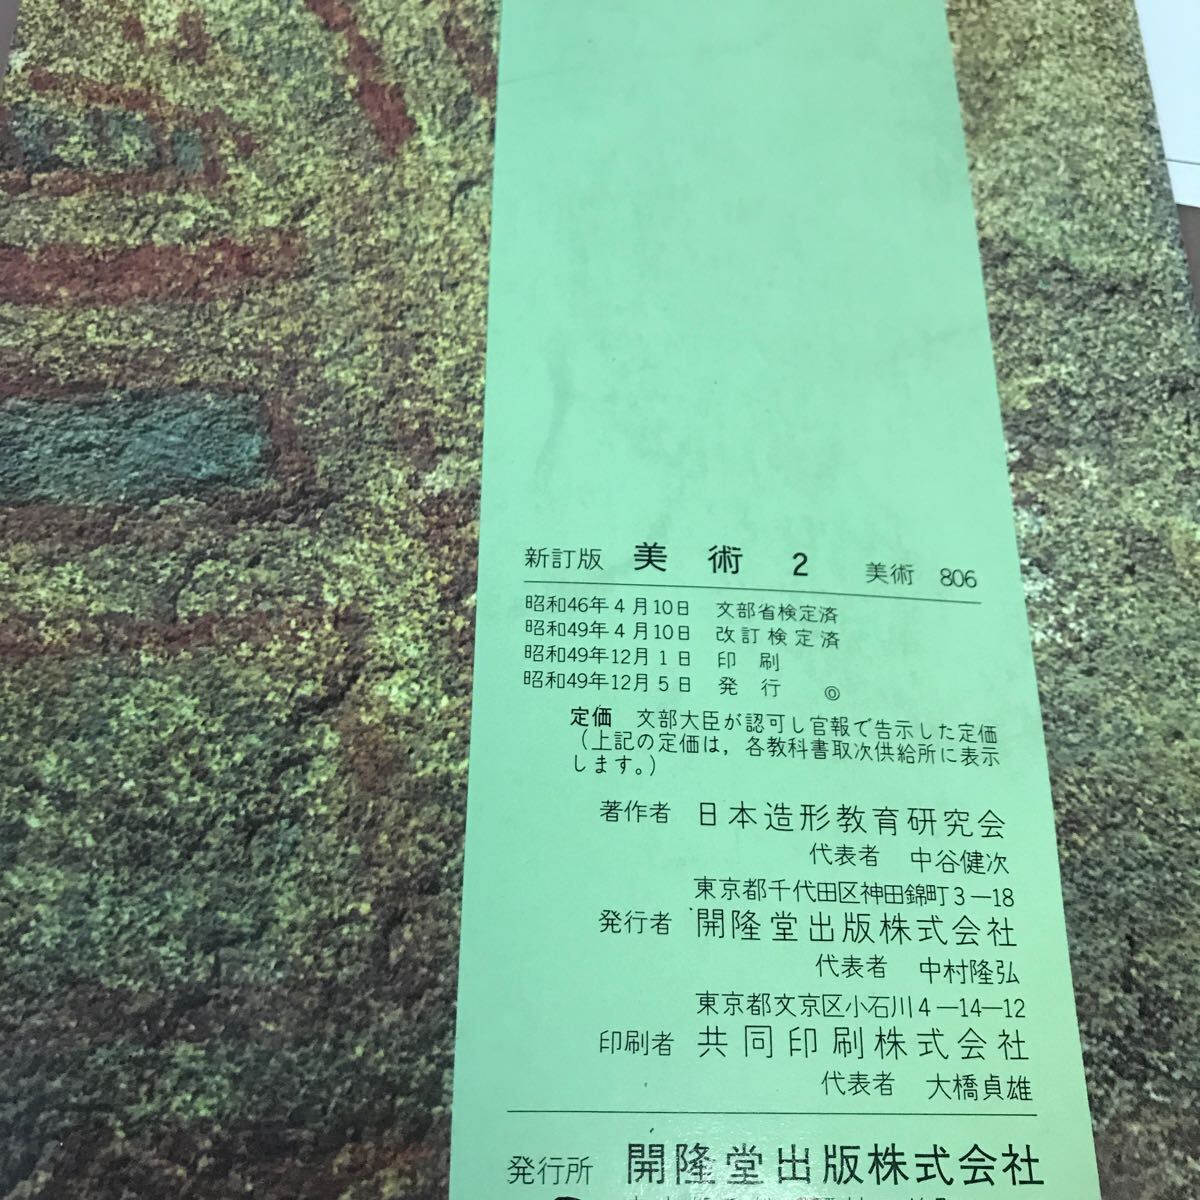 新訂版 美術 2 美術 806
昭和46年4月10日 文部省検定済
昭和49年4月10日 改訂検定済
昭和49年12月1日 印刷
昭和49年12月5日 発行 ◎
定価 文部大臣が認可し官報で告示した定価
(上記の定価は，各教科書取次供給所に表示
します。)
著作者 日本造形教育研究会
代表者 中谷健次
東京都千代田区神田錦町3―18
発行者 開隆堂出版株式会社
代表者 中村隆弘
東京都文京区小石川4―14―12
印刷者 共同印刷株式会社
代表者 大橋貞雄
発行所 開隆堂出版株式会社